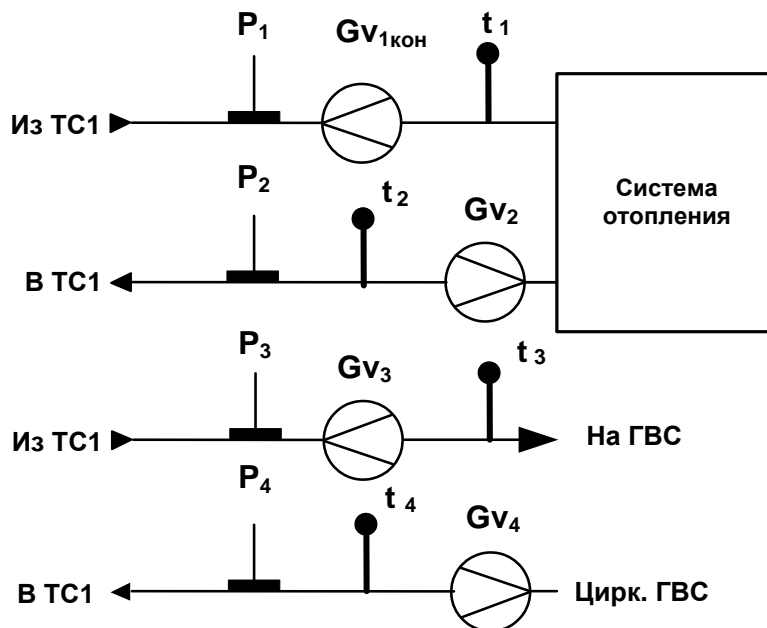 P1 Gv1кон t1
Из ТС1
P2 t2 Gv2
Система
отопления
В ТС1
P3 Gv3 t3
Из ТС1 На ГВС
P4 t4 Gv4
В ТС1 Цирк. ГВС